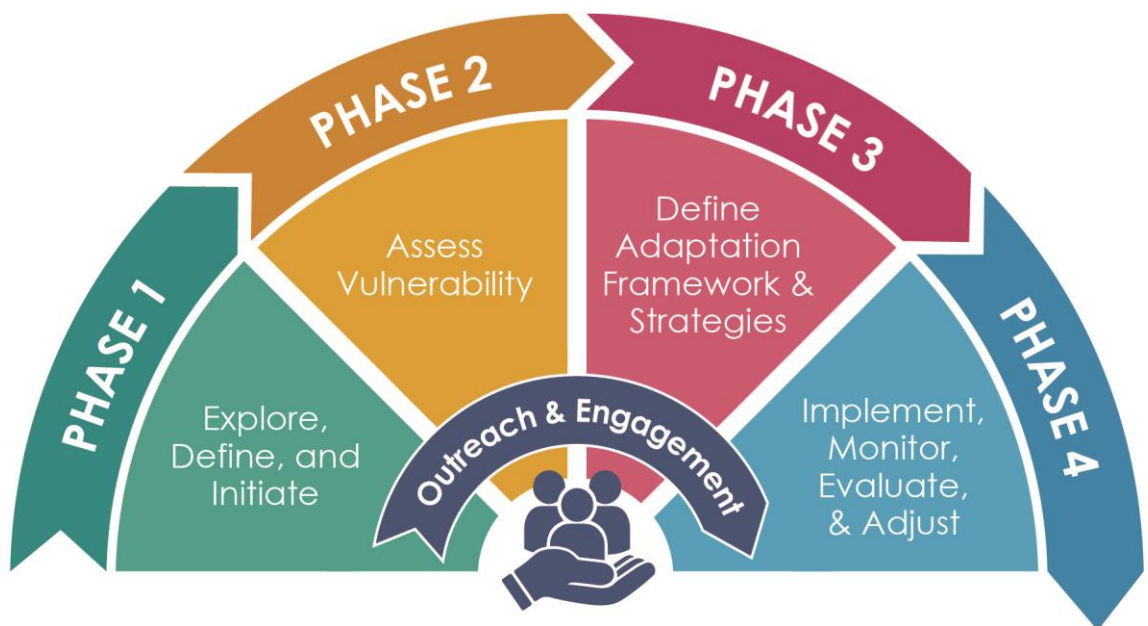 PHASE 1
Explore,
Define, and
Initiate
PHASE 2
Assess
Vulnerability
PHASE 3
Define
Adaptation
Framework &
Strategies
PHASE 4
Implement,
Monitor,
Evaluate,
& Adjust
Outreach & Engagement